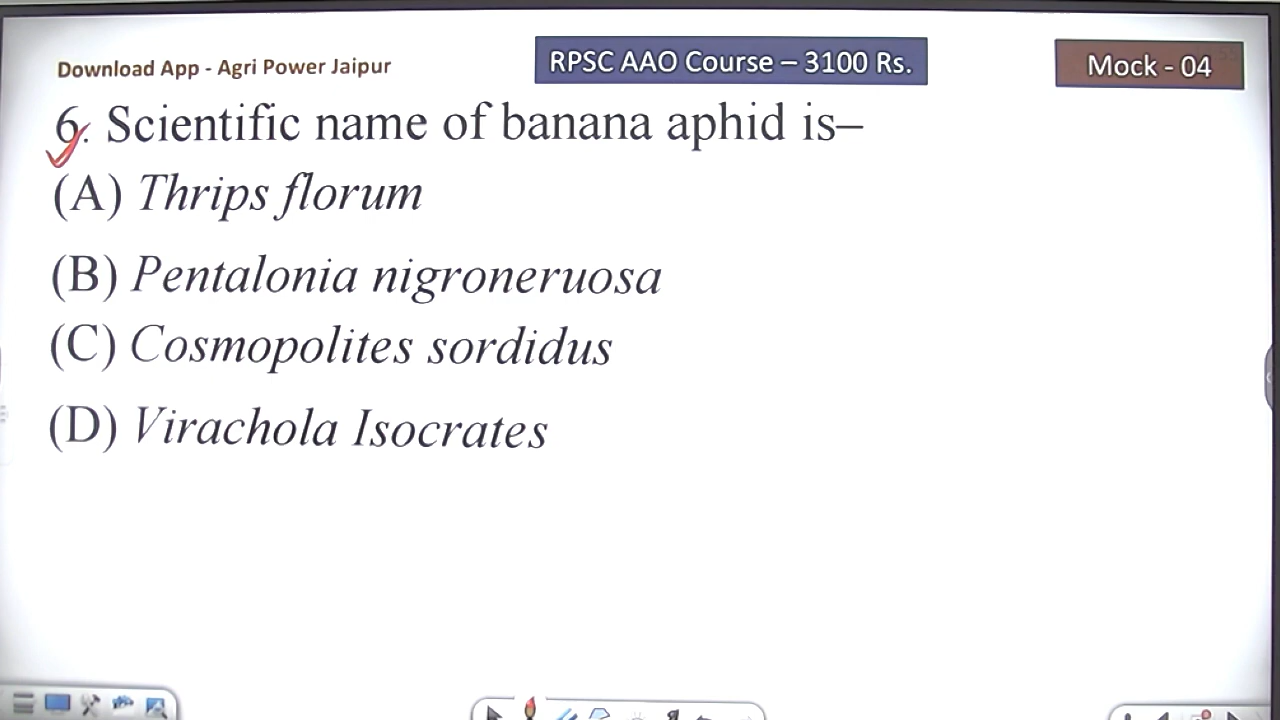 Download App - Agri Power Jaipur
RPSC AAO Course – 3100 Rs.
Mock - 04
6. Scientific name of banana aphid is–
(A) Thrips florum
(B) Pentalonia nigroneruosa
(C) Cosmopolites sordidus
(D) Virachola Isocrates